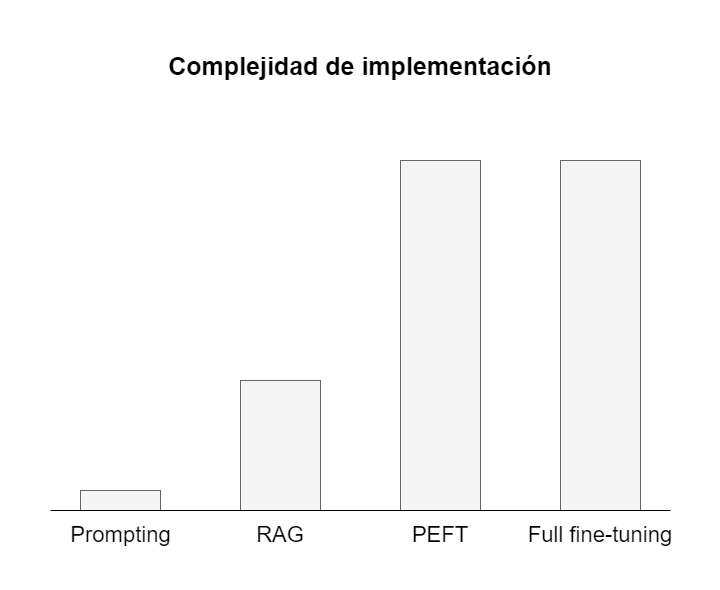 Complejidad de implementación
Prompting RAG PEFT Full fine-tuning